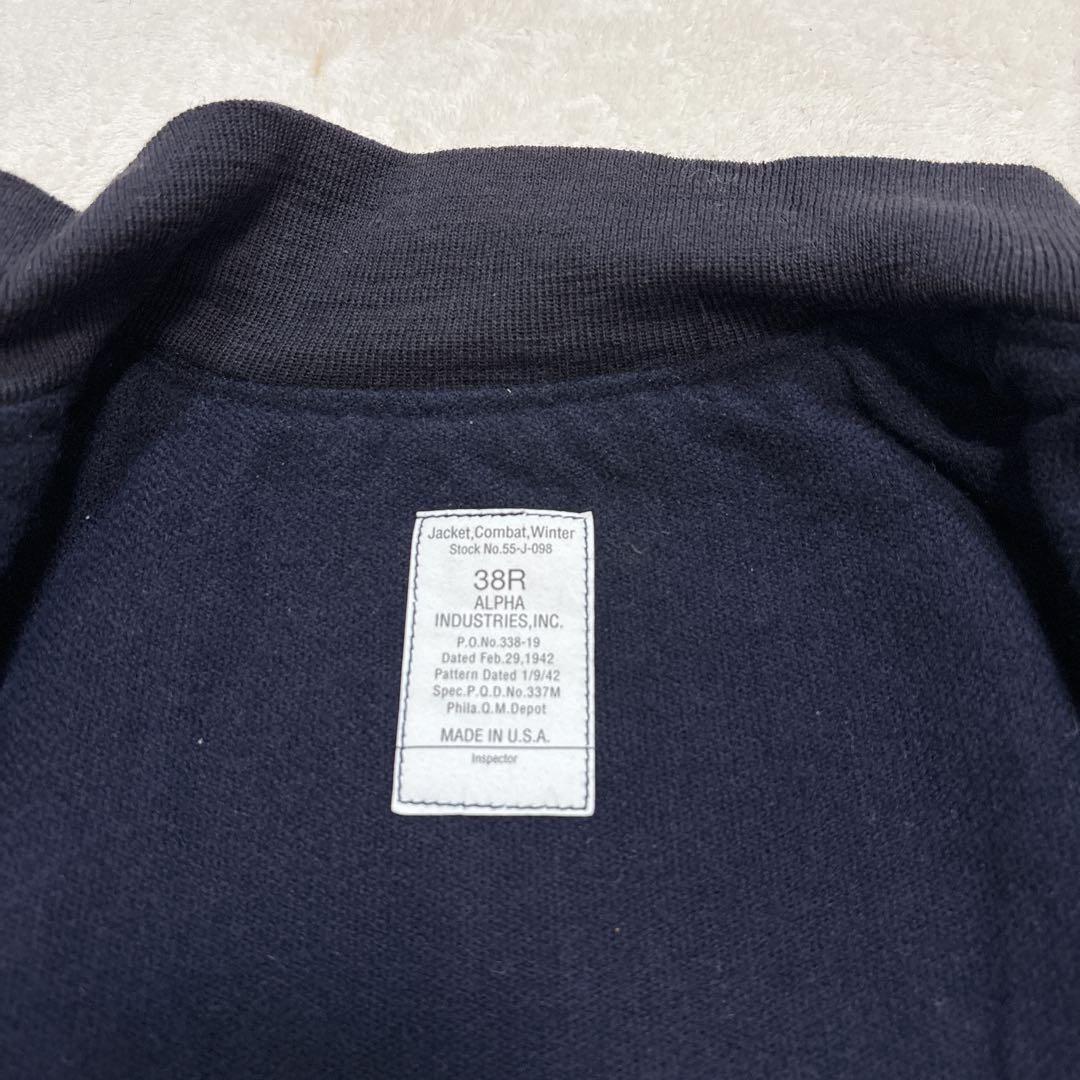 Jacket,Combat,Winter
Stock No.55-J-098
38R
ALPHA
INDUSTRIES,INC.
P.O.No.338-19
Dated Feb.29,1942
Pattern Dated 1/9/42
Spec.P.Q.D.No.337M
Phila.Q.M.Depot
MADE IN U.S.A.
Inspector